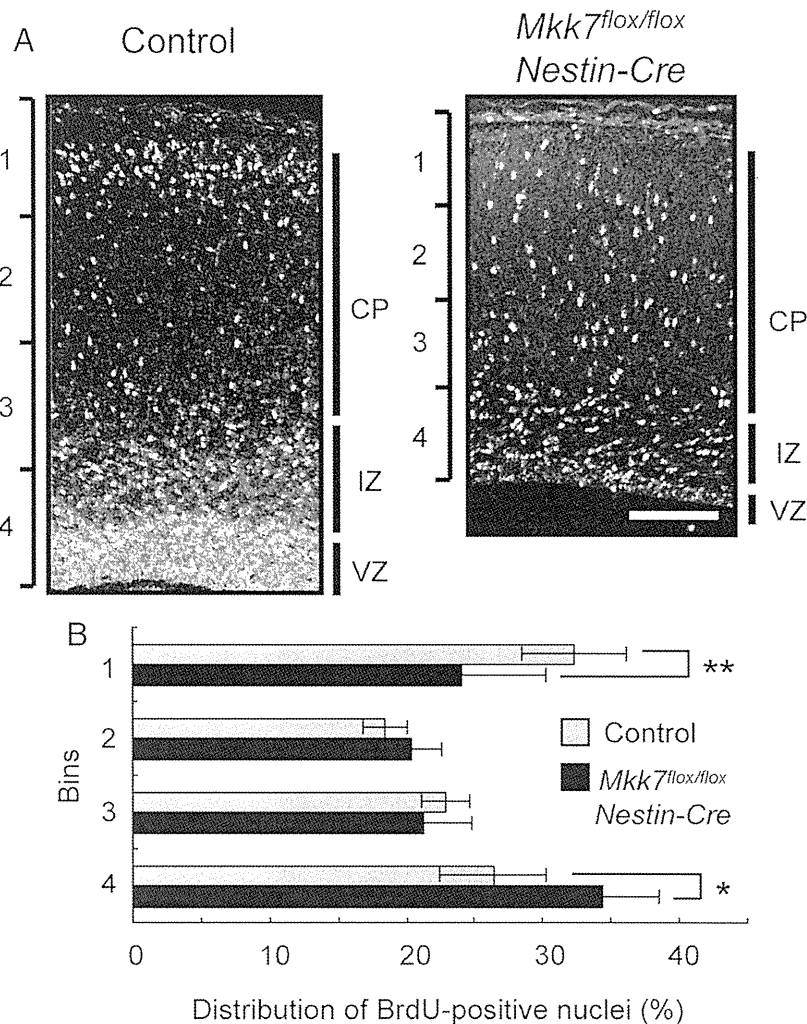 A
Control
Mkk7flox/flox
Nestin-Cre
1
2
3
4
CP
IZ
VZ
1
2
3
4
CP
IZ
VZ
B
1
2
3
4
Bins
**
*
Control
Mkk7flox/flox
Nestin-Cre
0 10 20 30 40
Distribution of BrdU-positive nuclei (%)